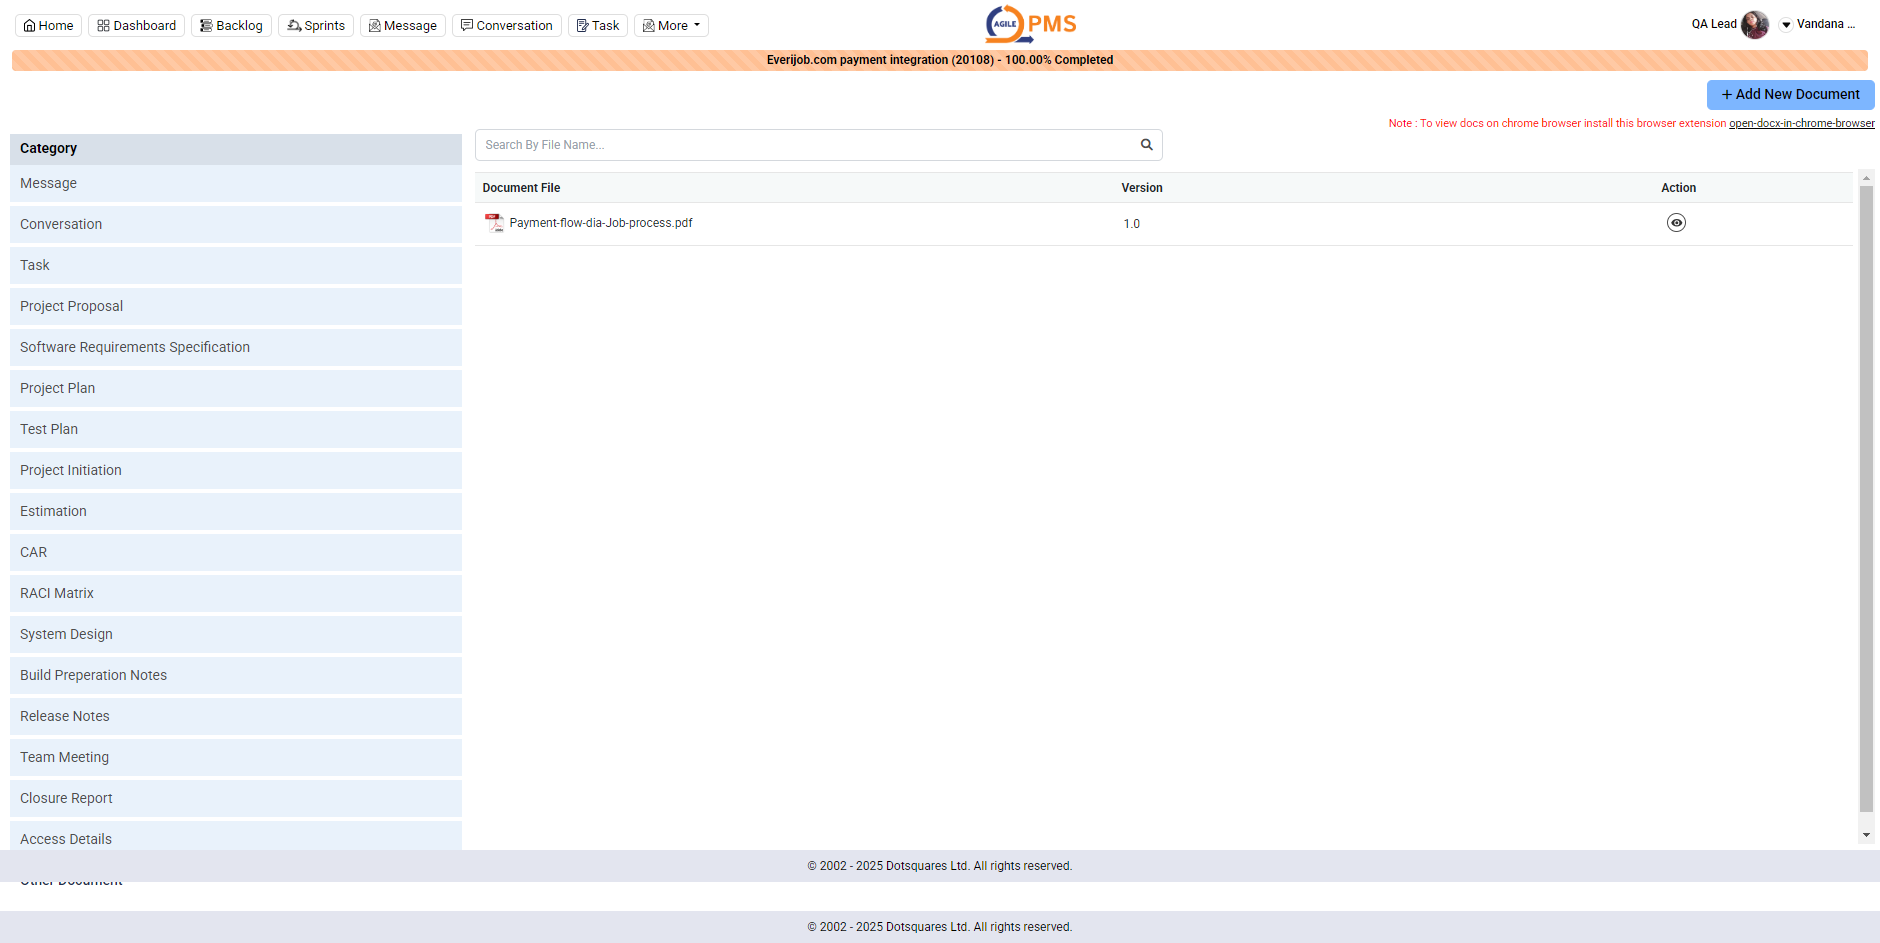 Home Dashboard Backlog Sprints Message Conversation Task More AGILE PMS QA Lead Vandana ...
Everijob.com payment integration (20108) - 100.00% Completed
+ Add New Document
Note : To view docs on chrome browser install this browser extension open-docx-in-chrome-browser
Category
Message
Conversation
Task
Project Proposal
Software Requirements Specification
Project Plan
Test Plan
Project Initiation
Estimation
CAR
RACI Matrix
System Design
Build Preperation Notes
Release Notes
Team Meeting
Closure Report
Access Details
Other Document
Search By File Name...
Document File Version Action
Payment-flow-dia-Job-process.pdf 1.0
© 2002 - 2025 Dotsquares Ltd. All rights reserved.
© 2002 - 2025 Dotsquares Ltd. All rights reserved.